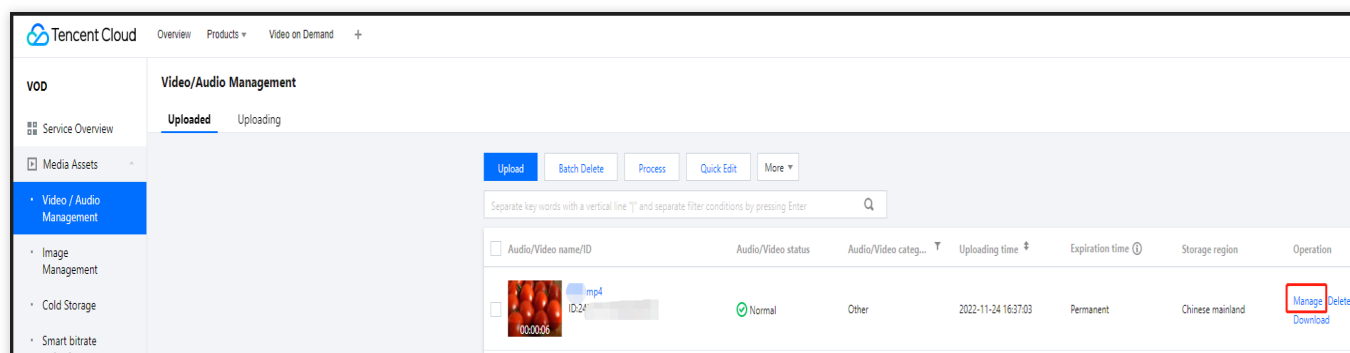 Tencent Cloud Overview Products Video on Demand +
VOD
Video/Audio Management
Service Overview
Uploaded Uploading
Media Assets
Upload Batch Delete Process Quick Edit More
Video / Audio
Management
Separate key words with a vertical line "|" and separate filter conditions by pressing Enter
Image
Management
Audio/Video name/ID Audio/Video status Audio/Video categ... Uploading time Expiration time Storage region Operation
Cold Storage
mp4
ID:24
00:00:06
Normal Other 2022-11-24 16:37:03 Permanent Chinese mainland
Manage Delete
Download
Smart bitrate